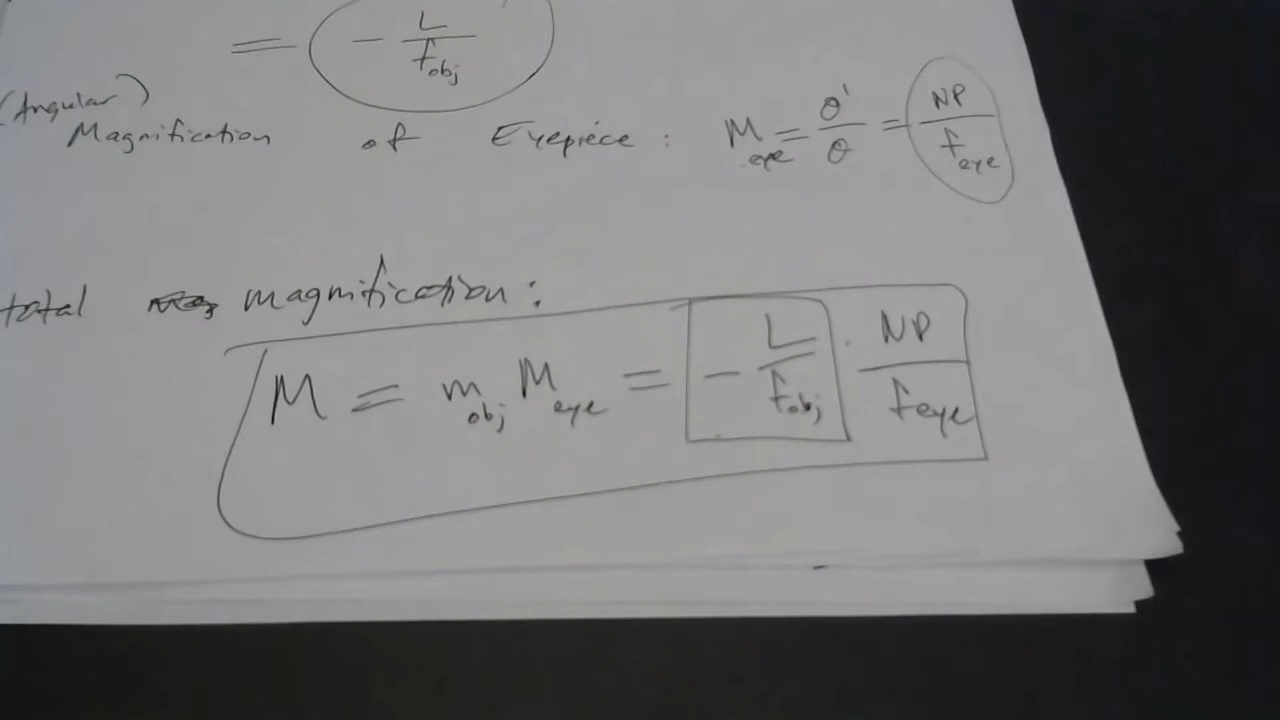 = - L/f_obj
(Angular)
Magnification of Eyepiece : M_eye = θ'/θ = NP/f_eye
total magnification :
M = m_obj M_eye = - L/f_obj · NP/f_eye